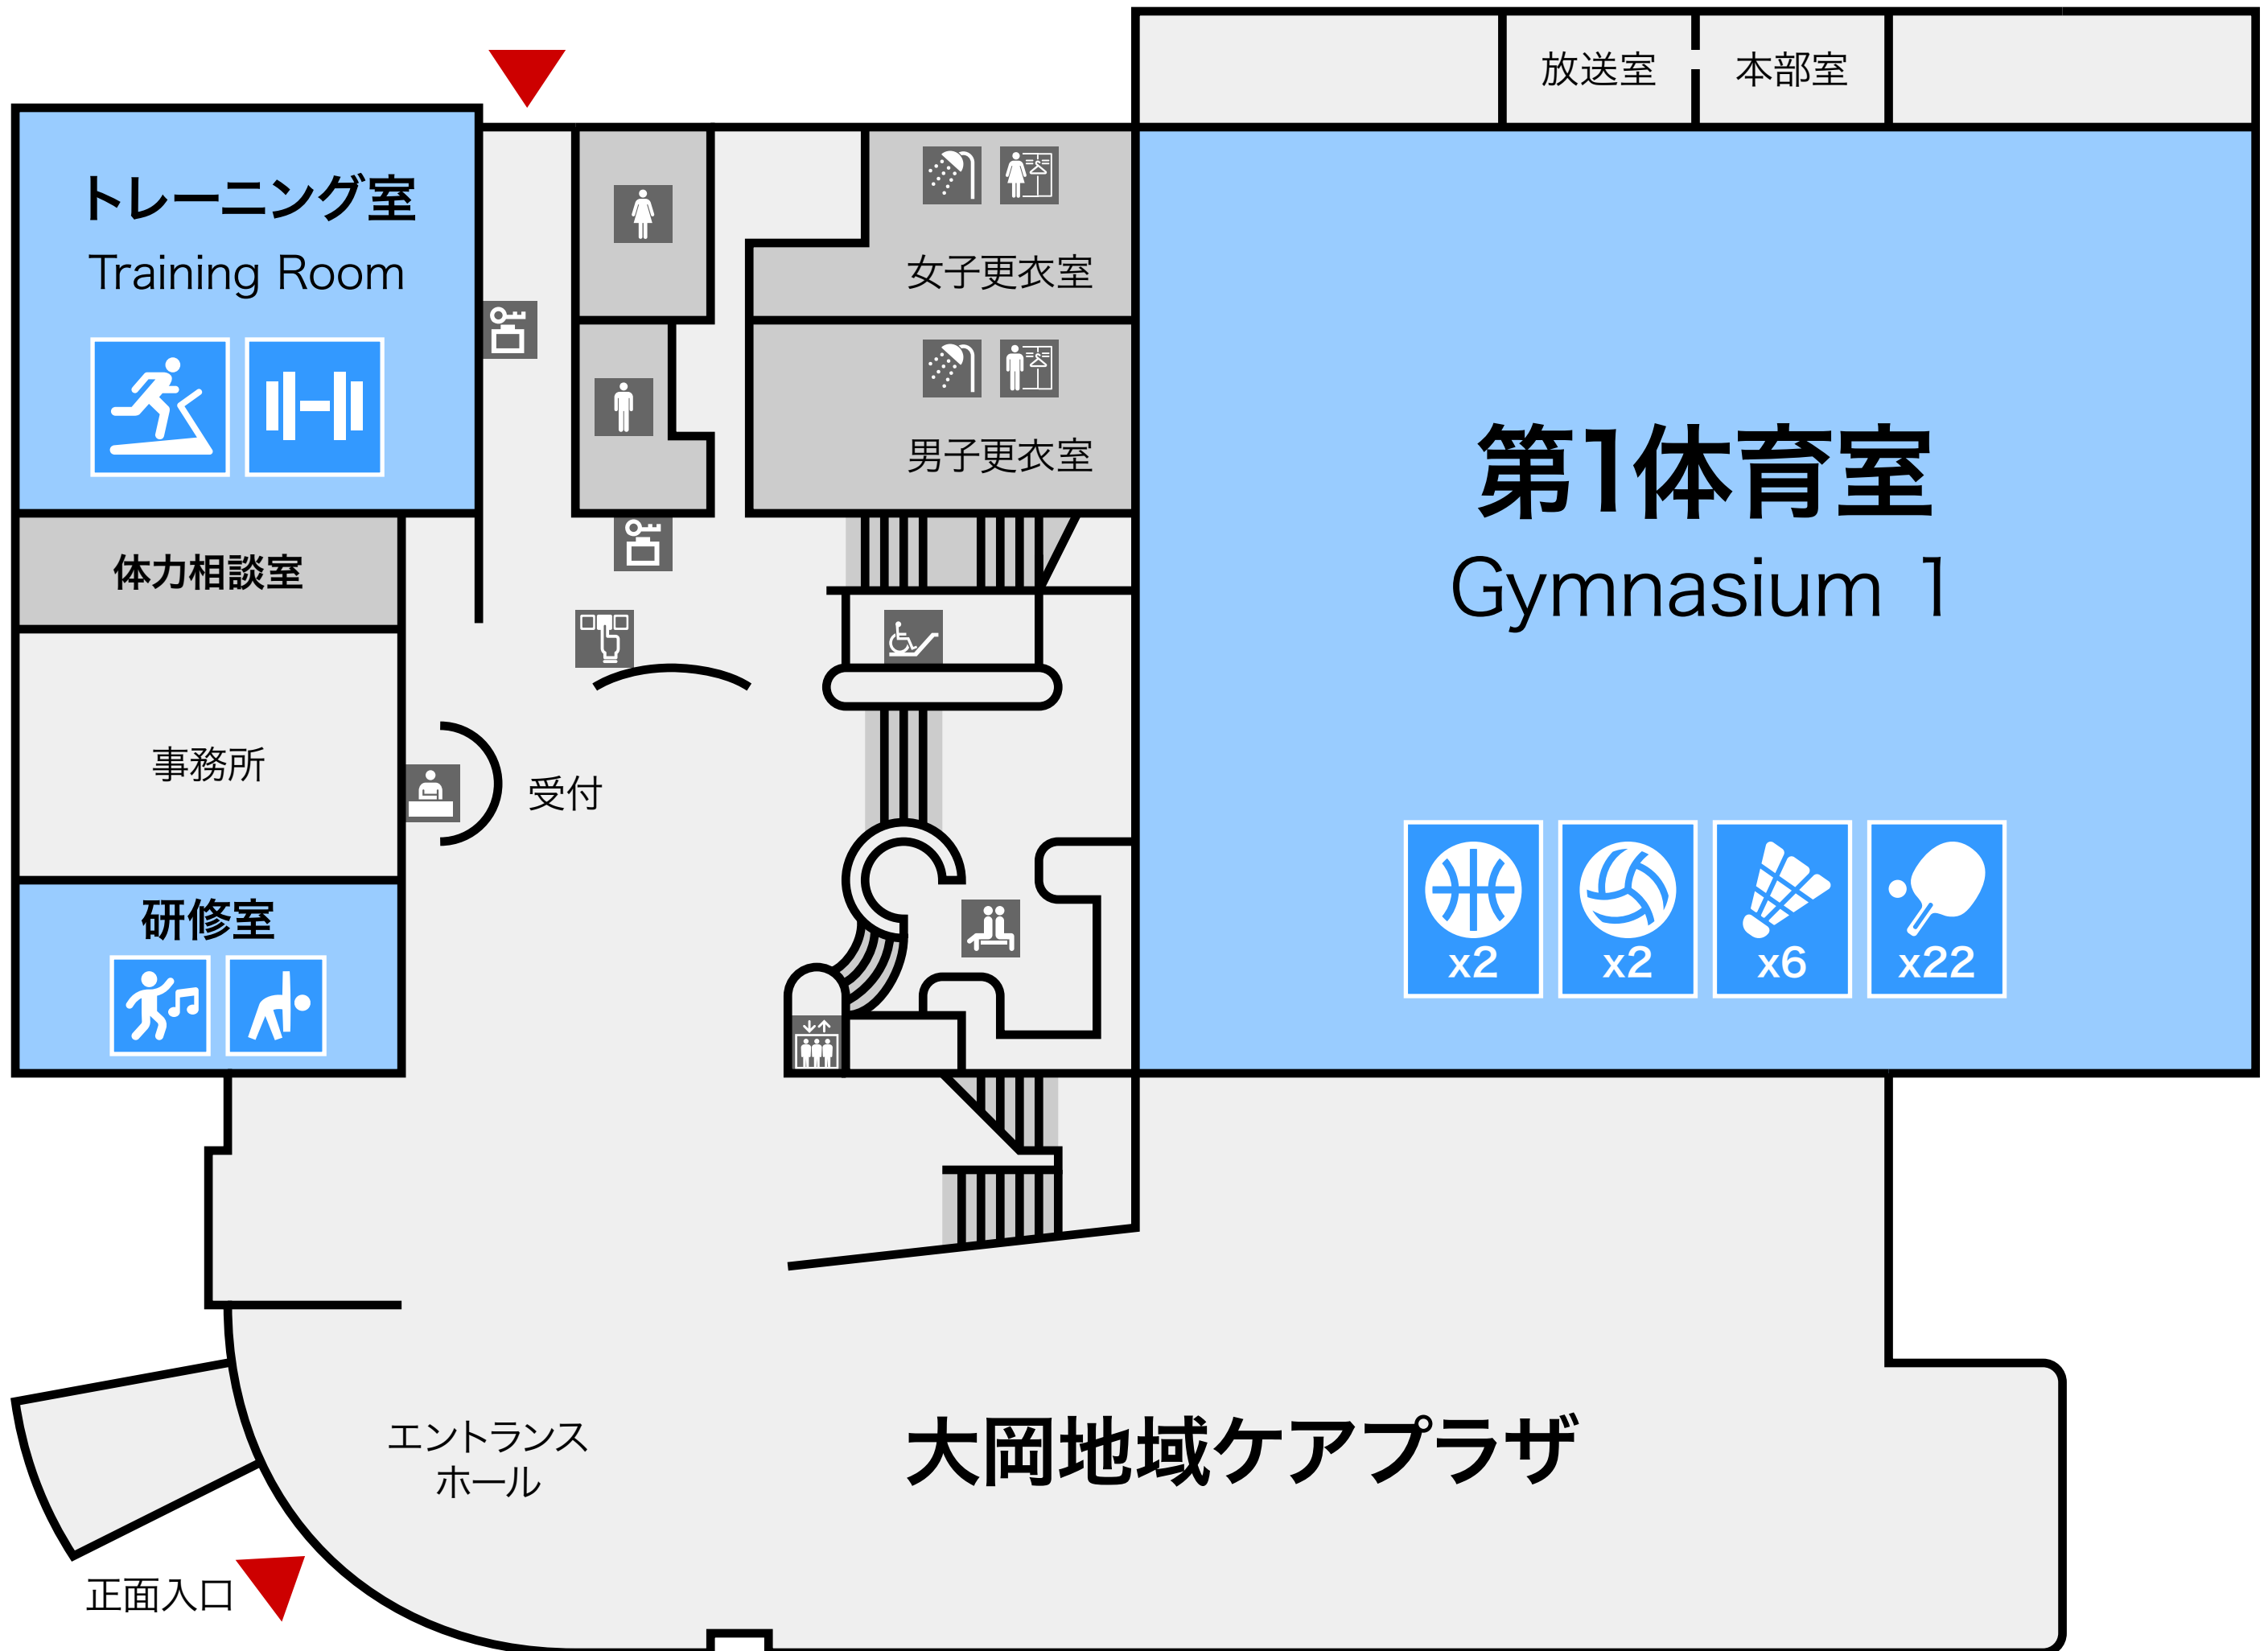 放送室
本部室
トレーニング室
Training Room
女子更衣室
男子更衣室
第1体育室
Gymnasium 1
体力相談室
事務所
受付
研修室
x2
x2
x6
x22
エントランス
ホール
大岡地域ケアプラザ
正面入口